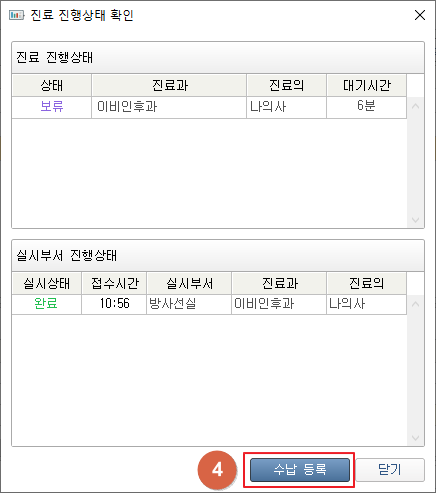 진료 진행상태 확인
진료 진행상태
상태 진료과 진료의 대기시간
보류 이비인후과 나의사 6분
실시부서 진행상태
실시상태 접수시간 실시부서 진료과 진료의
완료 10:56 방사선실 이비인후과 나의사
4 수납 등록 닫기